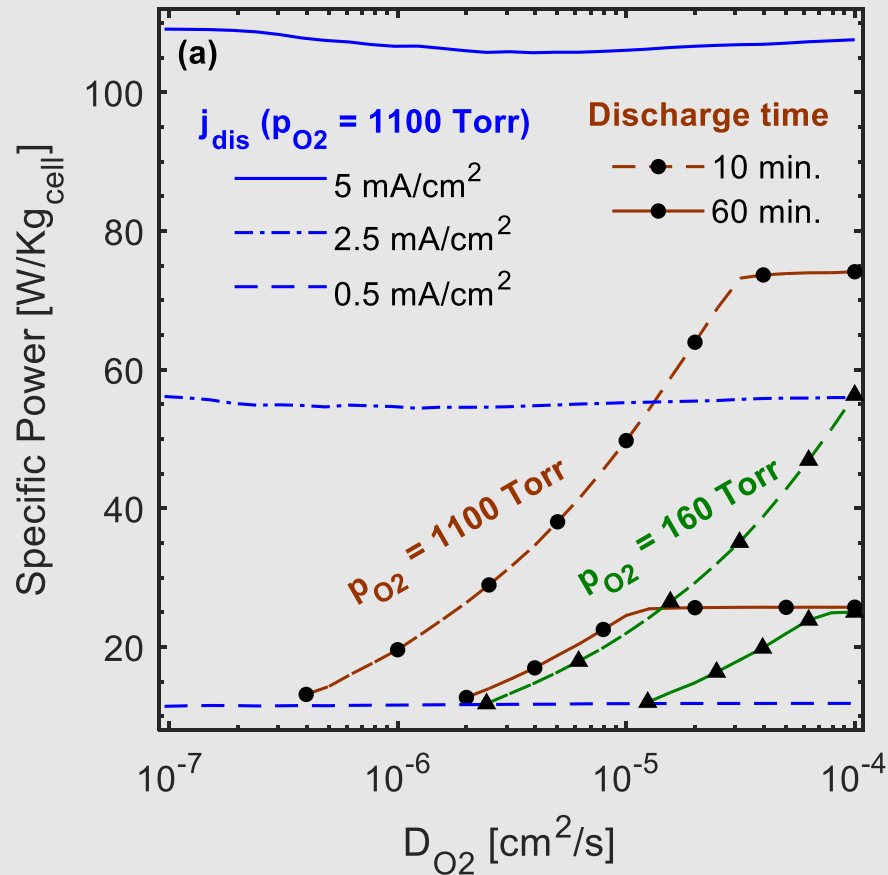 (a)
j_dis (p_O2 = 1100 Torr)
5 mA/cm²
2.5 mA/cm²
0.5 mA/cm²
Discharge time
10 min.
60 min.
p_O2 = 1100 Torr
p_O2 = 160 Torr
Specific Power [W/Kg_cell]
100
80
60
40
20
10⁻⁷
10⁻⁶
10⁻⁵
10⁻⁴
D_O2 [cm²/s]